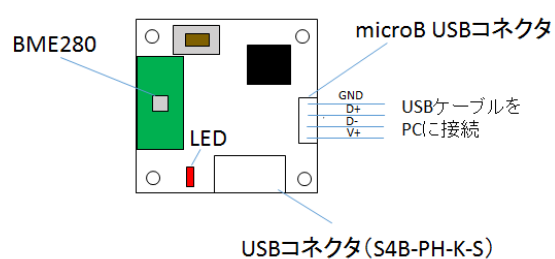 microB USBコネクタ
BME280
GND
D+
D-
V+
USBケーブルを
PCに接続
LED
USBコネクタ(S4B-PH-K-S)